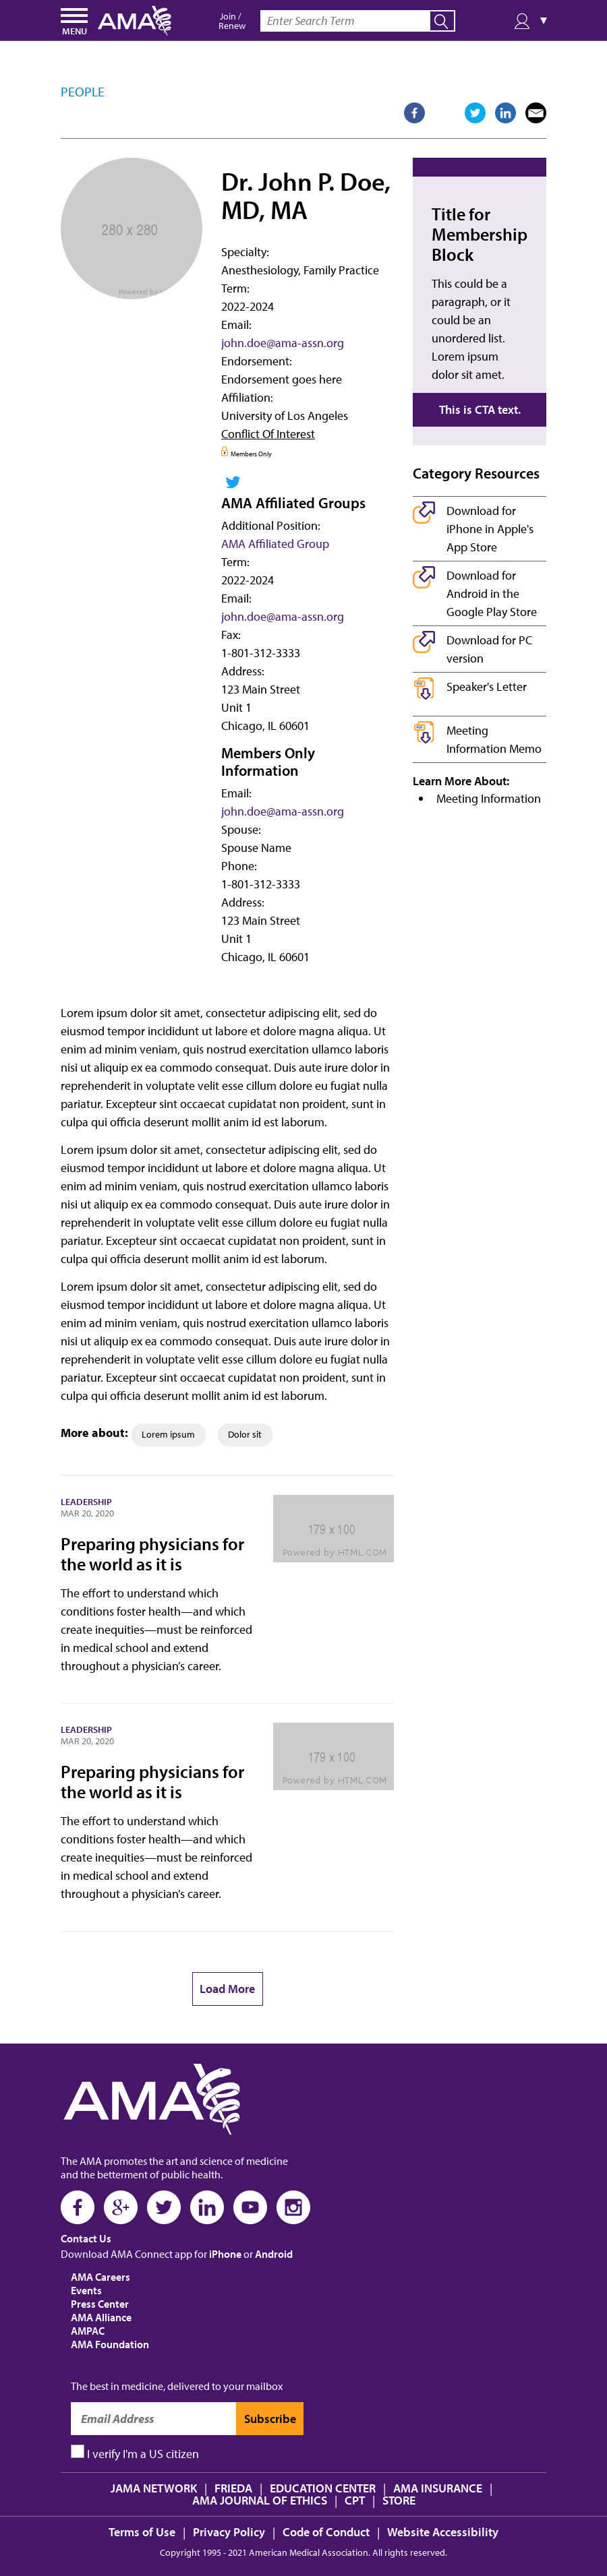 MENU
AMA
Join /
Renew
Enter Search Term
▼
PEOPLE
280 x 280
Powered by
Dr. John P. Doe,
MD, MA
Specialty:
Anesthesiology, Family Practice
Term:
2022-2024
Email:
john.doe@ama-assn.org
Endorsement:
Endorsement goes here
Affiliation:
University of Los Angeles
Conflict Of Interest
Members Only
AMA Affiliated Groups
Additional Position:
AMA Affiliated Group
Term:
2022-2024
Email:
john.doe@ama-assn.org
Fax:
1-801-312-3333
Address:
123 Main Street
Unit 1
Chicago, IL 60601
Members Only
Information
Email:
john.doe@ama-assn.org
Spouse:
Spouse Name
Phone:
1-801-312-3333
Address:
123 Main Street
Unit 1
Chicago, IL 60601
Title for
Membership
Block
This could be a
paragraph, or it
could be an
unordered list.
Lorem ipsum
dolor sit amet.
This is CTA text.
Category Resources
Download for
iPhone in Apple's
App Store
Download for
Android in the
Google Play Store
Download for PC
version
Speaker's Letter
Meeting
Information Memo
Learn More About:
• Meeting Information
Lorem ipsum dolor sit amet, consectetur adipiscing elit, sed do
eiusmod tempor incididunt ut labore et dolore magna aliqua. Ut
enim ad minim veniam, quis nostrud exercitation ullamco laboris
nisi ut aliquip ex ea commodo consequat. Duis aute irure dolor in
reprehenderit in voluptate velit esse cillum dolore eu fugiat nulla
pariatur. Excepteur sint occaecat cupidatat non proident, sunt in
culpa qui officia deserunt mollit anim id est laborum.
Lorem ipsum dolor sit amet, consectetur adipiscing elit, sed do
eiusmod tempor incididunt ut labore et dolore magna aliqua. Ut
enim ad minim veniam, quis nostrud exercitation ullamco laboris
nisi ut aliquip ex ea commodo consequat. Duis aute irure dolor in
reprehenderit in voluptate velit esse cillum dolore eu fugiat nulla
pariatur. Excepteur sint occaecat cupidatat non proident, sunt in
culpa qui officia deserunt mollit anim id est laborum.
Lorem ipsum dolor sit amet, consectetur adipiscing elit, sed do
eiusmod tempor incididunt ut labore et dolore magna aliqua. Ut
enim ad minim veniam, quis nostrud exercitation ullamco laboris
nisi ut aliquip ex ea commodo consequat. Duis aute irure dolor in
reprehenderit in voluptate velit esse cillum dolore eu fugiat nulla
pariatur. Excepteur sint occaecat cupidatat non proident, sunt in
culpa qui officia deserunt mollit anim id est laborum.
More about: Lorem ipsum Dolor sit
LEADERSHIP
MAR 20, 2020
Preparing physicians for
the world as it is
The effort to understand which
conditions foster health—and which
create inequities—must be reinforced
in medical school and extend
throughout a physician's career.
179 x 100
Powered by HTML.COM
LEADERSHIP
MAR 20, 2020
Preparing physicians for
the world as it is
The effort to understand which
conditions foster health—and which
create inequities—must be reinforced
in medical school and extend
throughout a physician's career.
179 x 100
Powered by HTML.COM
Load More
AMA
The AMA promotes the art and science of medicine
and the betterment of public health.
Contact Us
Download AMA Connect app for iPhone or Android
AMA Careers
Events
Press Center
AMA Alliance
AMPAC
AMA Foundation
The best in medicine, delivered to your mailbox
Email Address Subscribe
I verify I'm a US citizen
JAMA NETWORK | FRIEDA | EDUCATION CENTER | AMA INSURANCE |
AMA JOURNAL OF ETHICS | CPT | STORE
Terms of Use | Privacy Policy | Code of Conduct | Website Accessibility
Copyright 1995 - 2021 American Medical Association. All rights reserved.